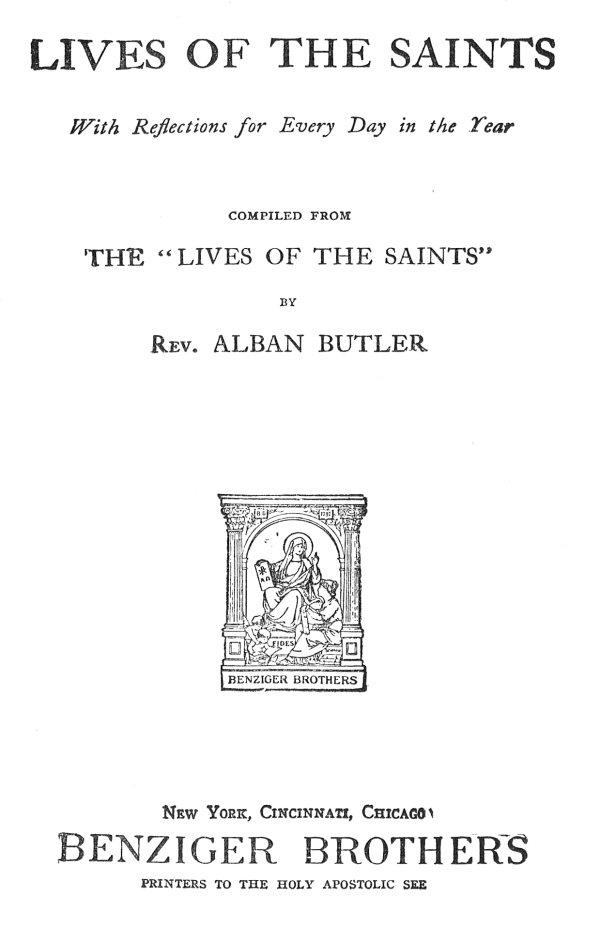 LIVES OF THE SAINTS
With Reflections for Every Day in the Year
COMPILED FROM
THE “LIVES OF THE SAINTS”
BY
REV. ALBAN BUTLER
FIDES
BENZIGER BROTHERS
NEW YORK, CINCINNATI, CHICAGO
BENZIGER BROTHERS
PRINTERS TO THE HOLY APOSTOLIC SEE